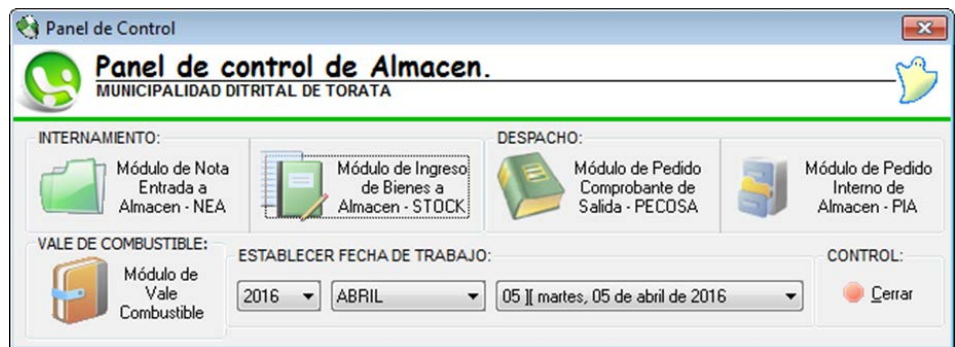 Panel de Control
Panel de control de Almacen.
MUNICIPALIDAD DITRITAL DE TORATA
INTERNAMIENTO:
Módulo de Nota
Entrada a
Almacen - NEA
Módulo de Ingreso
de Bienes a
Almacen - STOCK
DESPACHO:
Módulo de Pedido
Comprobante de
Salida - PECOSA
Módulo de Pedido
Interno de
Almacen - PIA
VALE DE COMBUSTIBLE:
Módulo de
Vale
Combustible
ESTABLECER FECHA DE TRABAJO:
2016
ABRIL
05 ][ martes, 05 de abril de 2016
CONTROL:
Cerrar